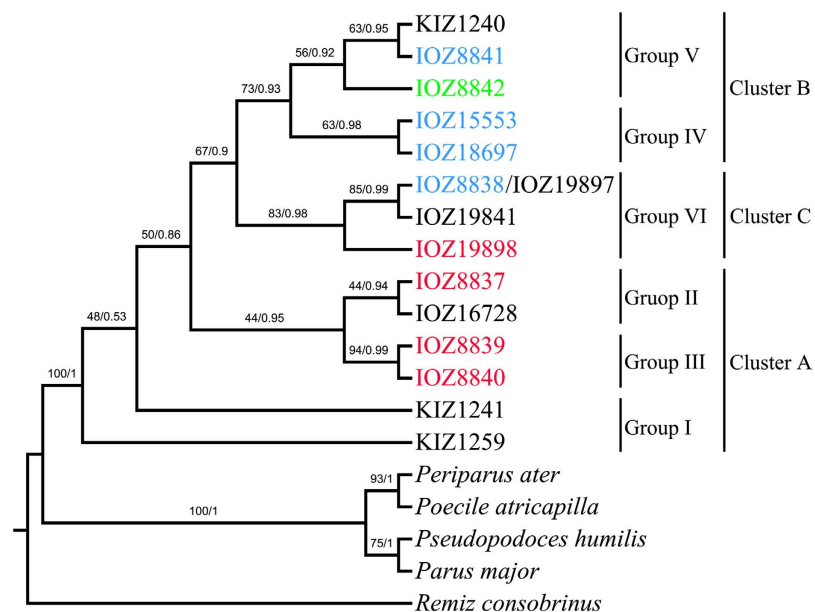 63/0.95
KIZ1240
IOZ8841
Group V
56/0.92
IOZ8842
Cluster B
73/0.93
IOZ15553
63/0.98
Group IV
IOZ18697
67/0.9
IOZ8838/IOZ19897
85/0.99
IOZ19841
Group VI
Cluster C
83/0.98
IOZ19898
50/0.86
IOZ8837
44/0.94
Gruop II
IOZ16728
44/0.95
48/0.53
IOZ8839
94/0.99
Group III
Cluster A
IOZ8840
100/1
KIZ1241
Group I
KIZ1259
Periparus ater
93/1
Poecile atricapilla
100/1
Pseudopodoces humilis
75/1
Parus major
Remiz consobrinus